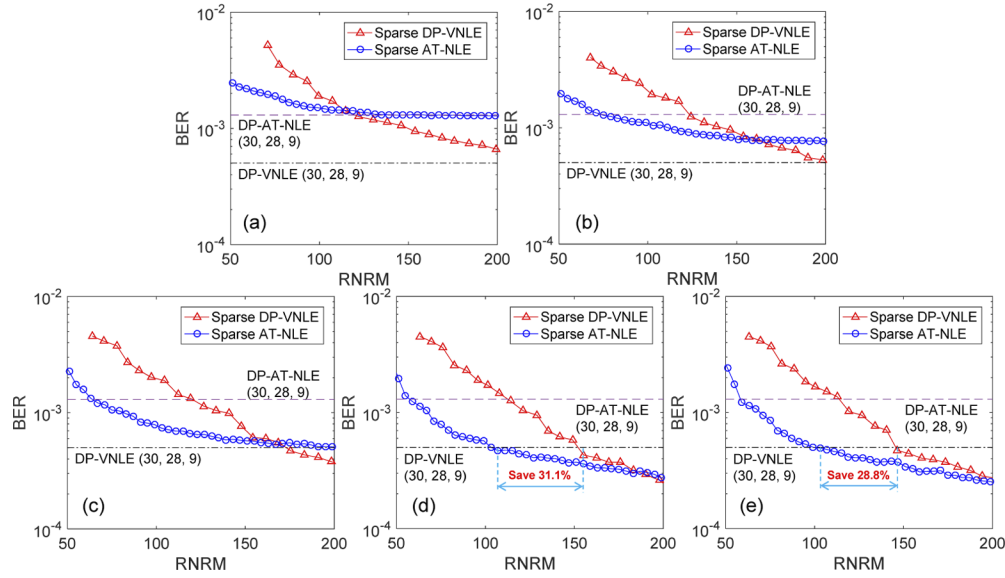 10^-2
10^-3
10^-4
BER
Sparse DP-VNLE
Sparse AT-NLE
DP-AT-NLE
(30, 28, 9)
DP-VNLE (30, 28, 9)
(a)
50 100 150 200
RNRM
10^-2
10^-3
10^-4
BER
Sparse DP-VNLE
Sparse AT-NLE
DP-AT-NLE
(30, 28, 9)
DP-VNLE (30, 28, 9)
(b)
50 100 150 200
RNRM
10^-2
10^-3
10^-4
BER
Sparse DP-VNLE
Sparse AT-NLE
DP-AT-NLE
(30, 28, 9)
DP-VNLE (30, 28, 9)
(c)
50 100 150 200
RNRM
10^-2
10^-3
10^-4
BER
Sparse DP-VNLE
Sparse AT-NLE
DP-AT-NLE
(30, 28, 9)
DP-VNLE
(30, 28, 9)
Save 31.1%
(d)
50 100 150 200
RNRM
10^-2
10^-3
10^-4
BER
Sparse DP-VNLE
Sparse AT-NLE
DP-AT-NLE
(30, 28, 9)
DP-VNLE
(30, 28, 9)
Save 28.8%
(e)
50 100 150 200
RNRM